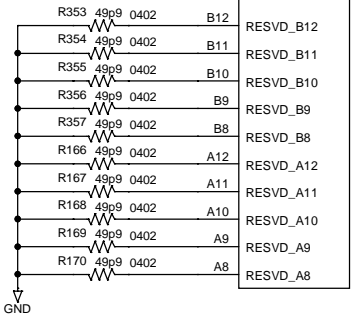 R353 49p9 0402 B12 RESVD_B12
R354 49p9 0402 B11 RESVD_B11
R355 49p9 0402 B10 RESVD_B10
R356 49p9 0402 B9 RESVD_B9
R357 49p9 0402 B8 RESVD_B8
R166 49p9 0402 A12 RESVD_A12
R167 49p9 0402 A11 RESVD_A11
R168 49p9 0402 A10 RESVD_A10
R169 49p9 0402 A9 RESVD_A9
R170 49p9 0402 A8 RESVD_A8
GND